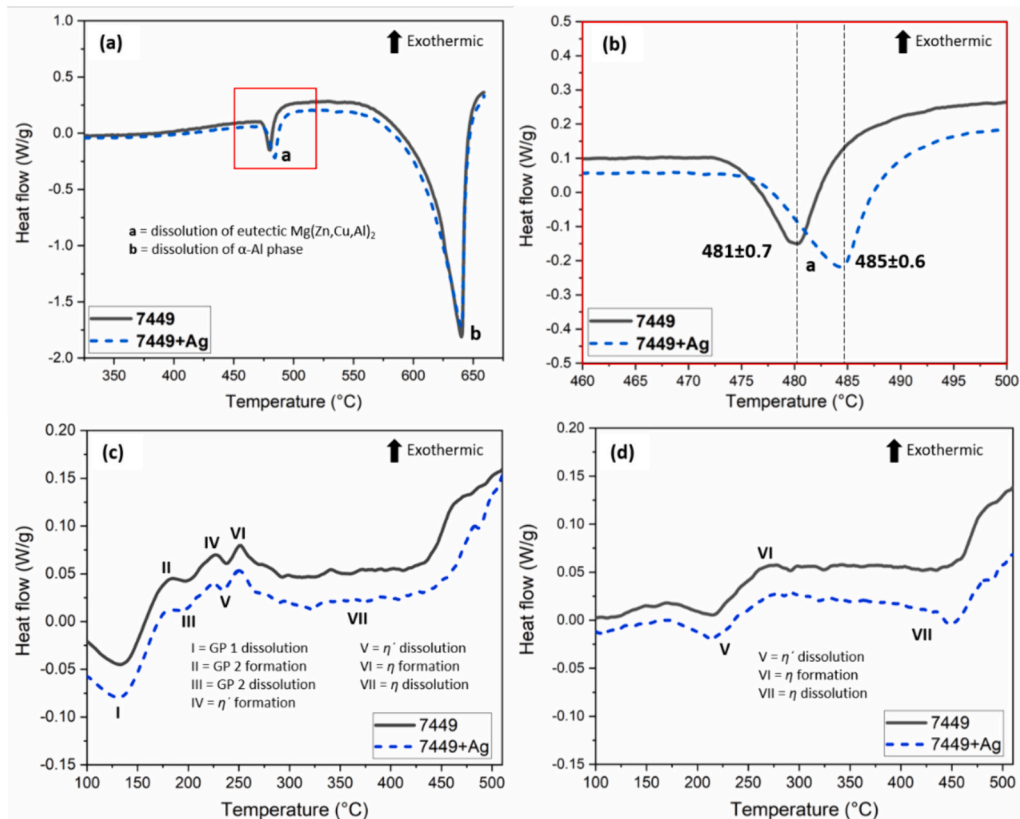 (a)
Exothermic
Heat flow (W/g)
1.0
0.5
0.0
-0.5
-1.0
-1.5
-2.0
a
a = dissolution of eutectic Mg(Zn,Cu,Al)2
b = dissolution of α-Al phase
7449
7449+Ag
b
350 400 450 500 550 600 650
Temperature (°C)
(b)
Exothermic
Heat flow (W/g)
0.5
0.4
0.3
0.2
0.1
0.0
-0.1
-0.2
-0.3
-0.4
-0.5
481±0.7 a 485±0.6
7449
7449+Ag
460 465 470 475 480 485 490 495 500
Temperature (°C)
(c)
Exothermic
Heat flow (W/g)
0.20
0.15
0.10
0.05
0.00
-0.05
-0.10
-0.15
I
II
III
IV
V
VI
VII
I = GP 1 dissolution
II = GP 2 formation
III = GP 2 dissolution
IV = η´ formation
V = η´ dissolution
VI = η formation
VII = η dissolution
7449
7449+Ag
100 150 200 250 300 350 400 450 500
Temperature (°C)
(d)
Exothermic
Heat flow (W/g)
0.20
0.15
0.10
0.05
0.00
-0.05
-0.10
-0.15
V
VI
VII
V = η´ dissolution
VI = η formation
VII = η dissolution
7449
7449+Ag
100 150 200 250 300 350 400 450 500
Temperature (°C)